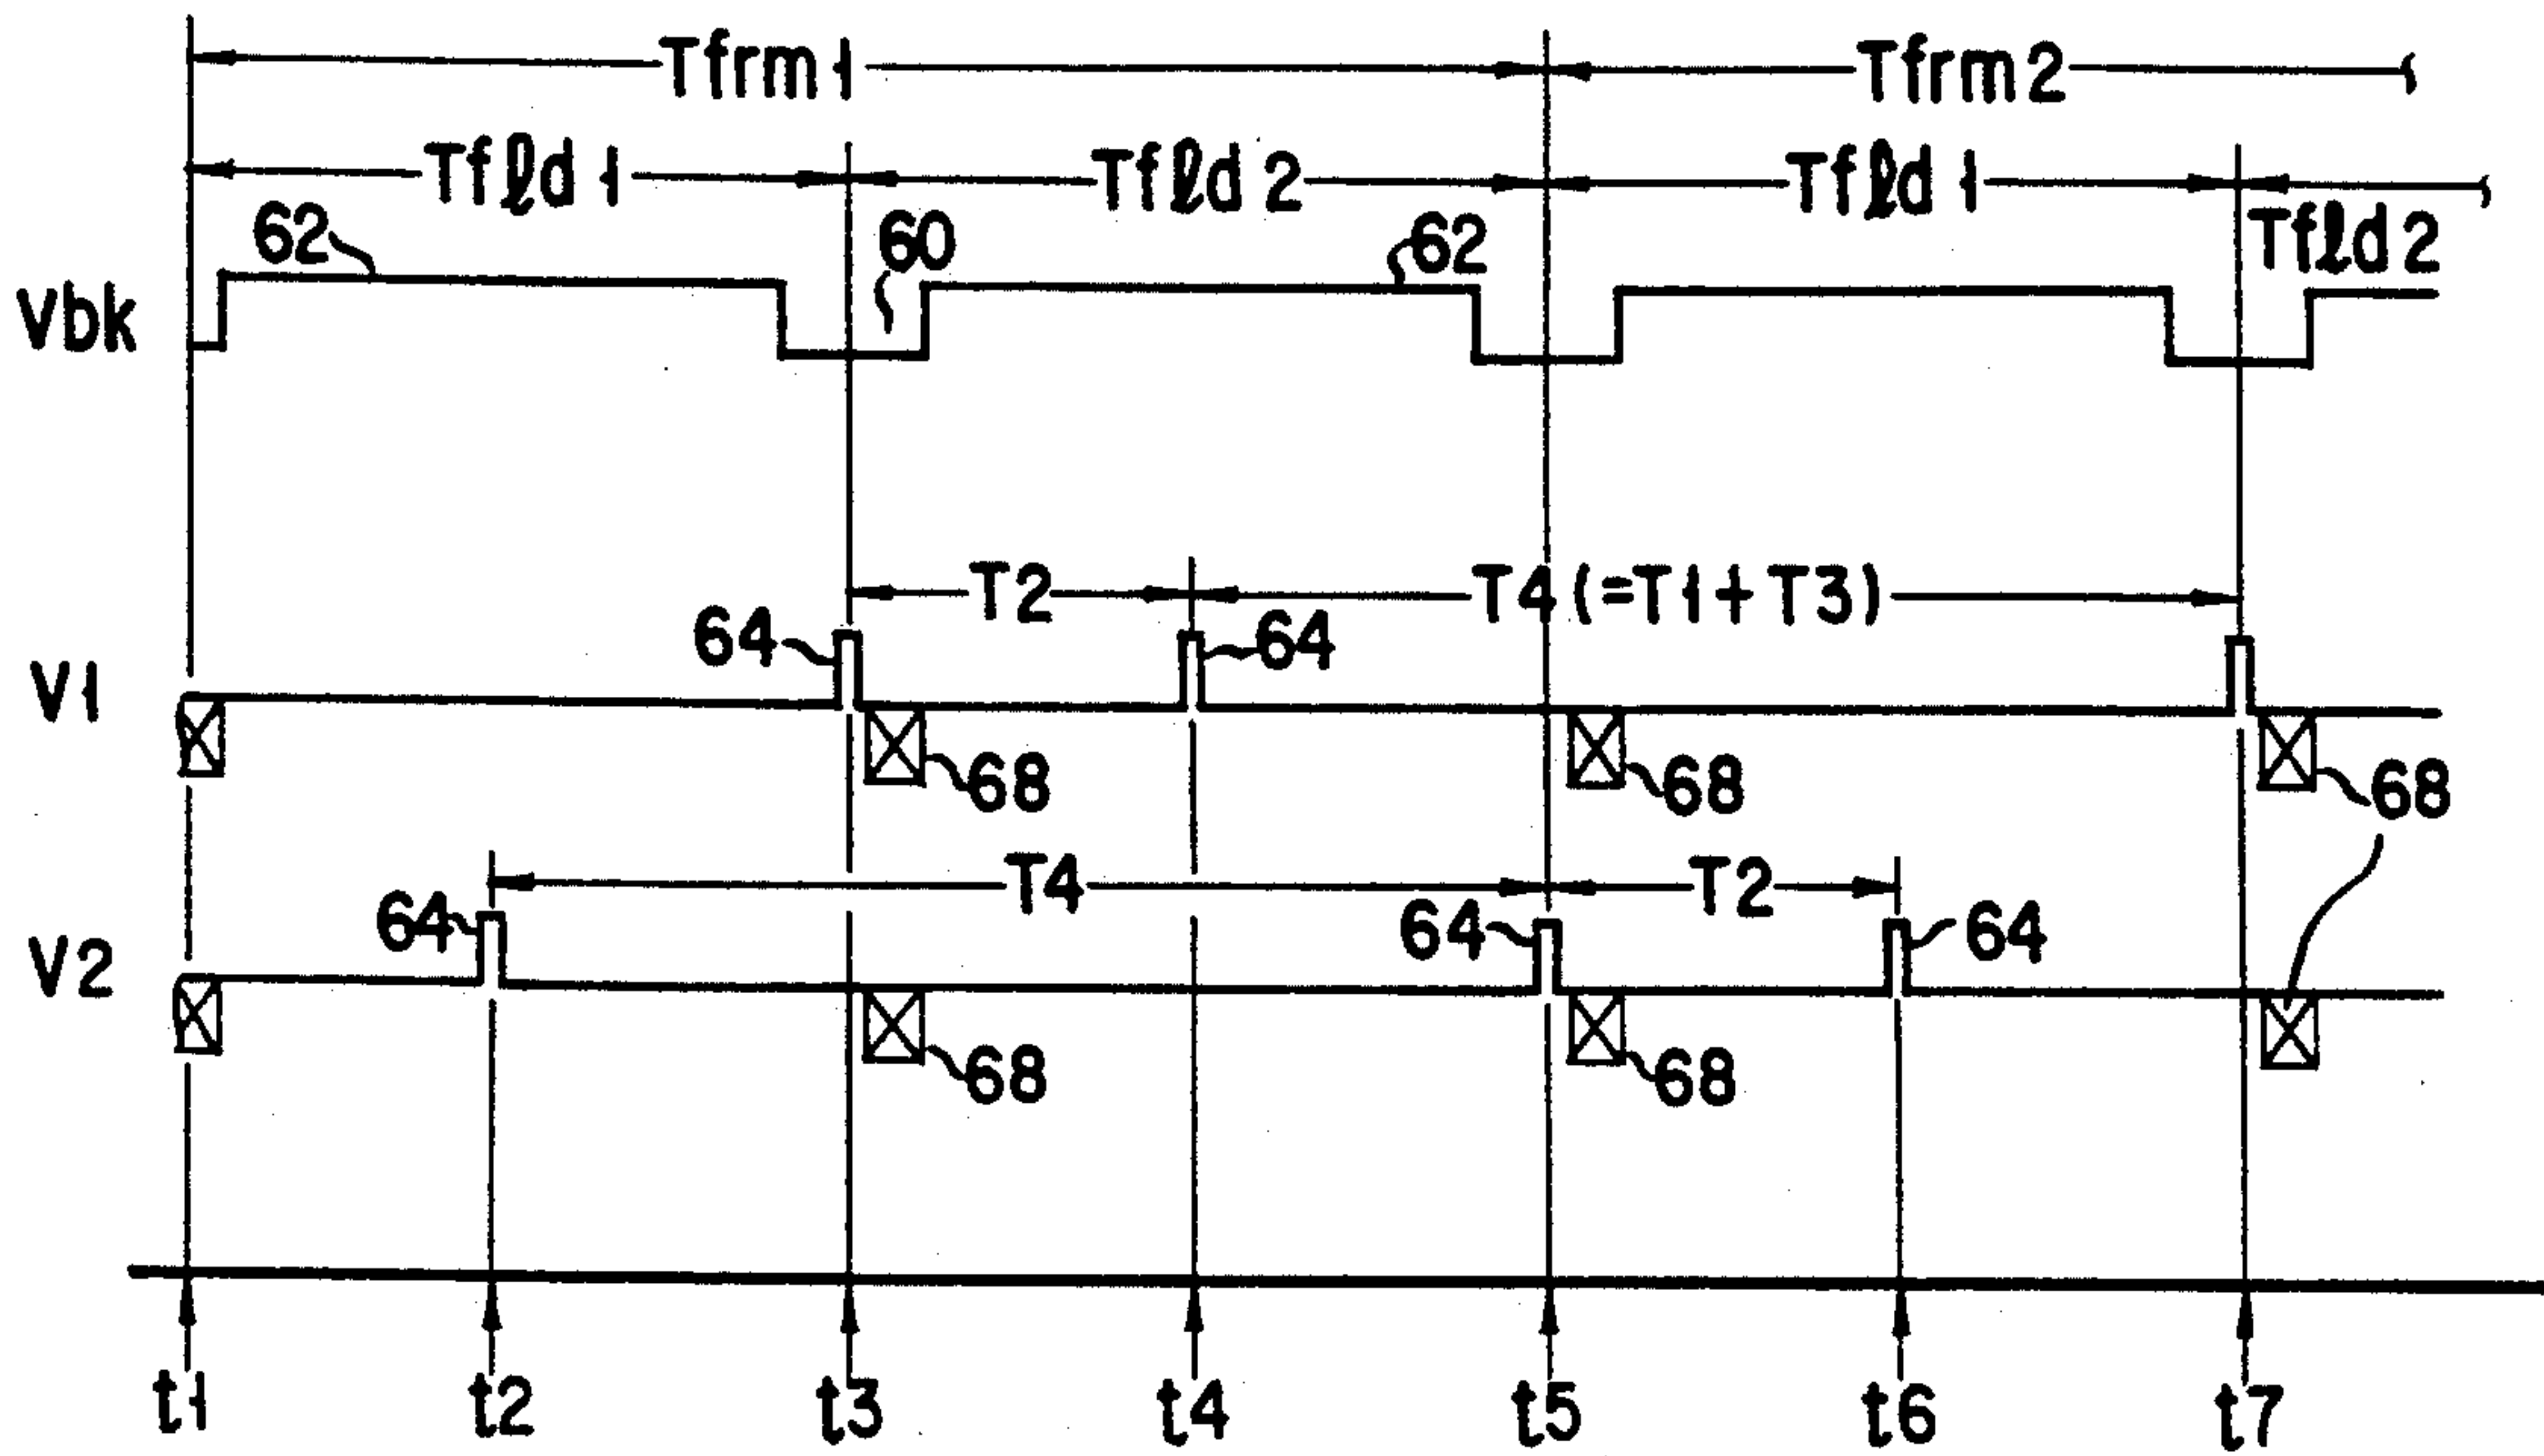 Tfrm1 Tfrm2
Tfld1 Tfld2 Tfld1
Tfld2
62 60 62
Vbk
T2 T4(=T1+T3)
64 64
V1
68 68 68
T4 T2
64 64 64
V2
68 68
t1 t2 t3 t4 t5 t6 t7